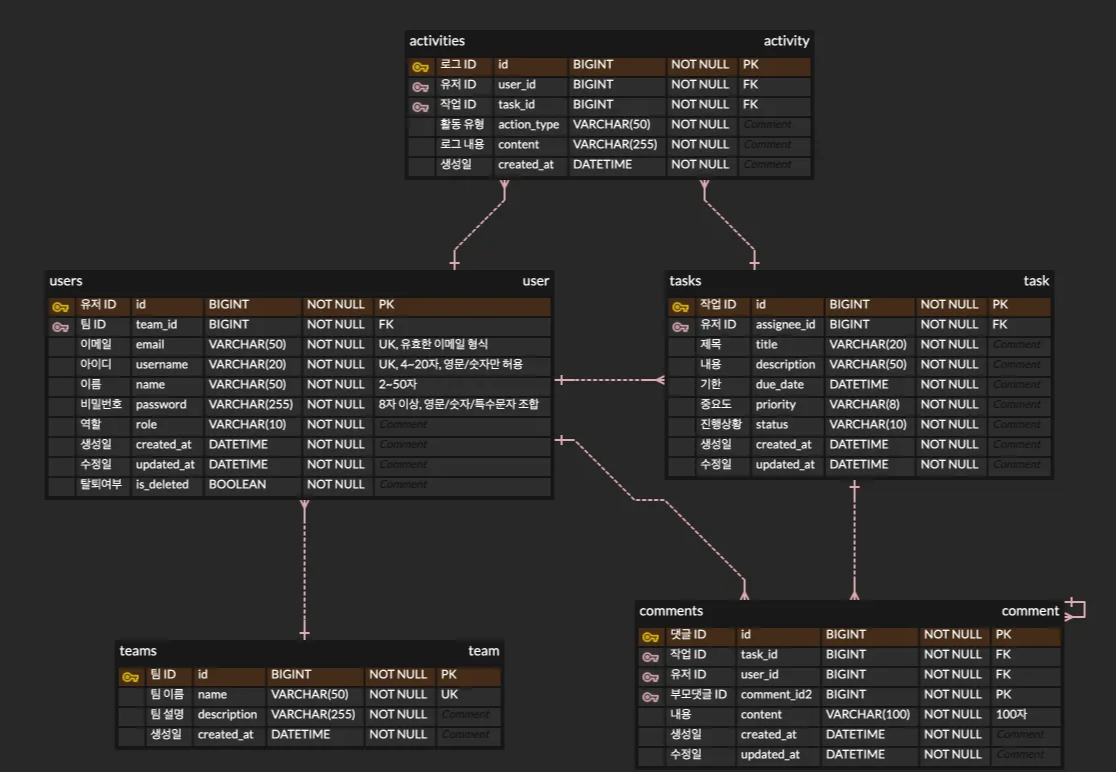 activities activity
로그 ID id BIGINT NOT NULL PK
유저 ID user_id BIGINT NOT NULL FK
작업 ID task_id BIGINT NOT NULL FK
활동 유형 action_type VARCHAR(50) NOT NULL Comment
로그 내용 content VARCHAR(255) NOT NULL Comment
생성일 created_at DATETIME NOT NULL Comment
users user
유저 ID id BIGINT NOT NULL PK
팀 ID team_id BIGINT NOT NULL FK
이메일 email VARCHAR(50) NOT NULL UK, 유효한 이메일 형식
아이디 username VARCHAR(20) NOT NULL UK, 4~20자, 영문/숫자만 허용
이름 name VARCHAR(50) NOT NULL 2~50자
비밀번호 password VARCHAR(255) NOT NULL 8자 이상, 영문/숫자/특수문자 조합
역할 role VARCHAR(10) NOT NULL Comment
생성일 created_at DATETIME NOT NULL Comment
수정일 updated_at DATETIME NOT NULL Comment
탈퇴여부 is_deleted BOOLEAN NOT NULL Comment
tasks task
작업 ID id BIGINT NOT NULL PK
유저 ID assignee_id BIGINT NOT NULL FK
제목 title VARCHAR(20) NOT NULL Comment
내용 description VARCHAR(50) NOT NULL Comment
기한 due_date DATETIME NOT NULL Comment
중요도 priority VARCHAR(8) NOT NULL Comment
진행상황 status VARCHAR(10) NOT NULL Comment
생성일 created_at DATETIME NOT NULL Comment
수정일 updated_at DATETIME NOT NULL Comment
teams team
팀 ID id BIGINT NOT NULL PK
팀 이름 name VARCHAR(50) NOT NULL UK
팀 설명 description VARCHAR(255) NOT NULL Comment
생성일 created_at DATETIME NOT NULL Comment
comments comment
댓글 ID id BIGINT NOT NULL PK
작업 ID task_id BIGINT NOT NULL FK
유저 ID user_id BIGINT NOT NULL FK
부모댓글 ID comment_id2 BIGINT NOT NULL PK
내용 content VARCHAR(100) NOT NULL 100자
생성일 created_at DATETIME NOT NULL Comment
수정일 updated_at DATETIME NOT NULL Comment